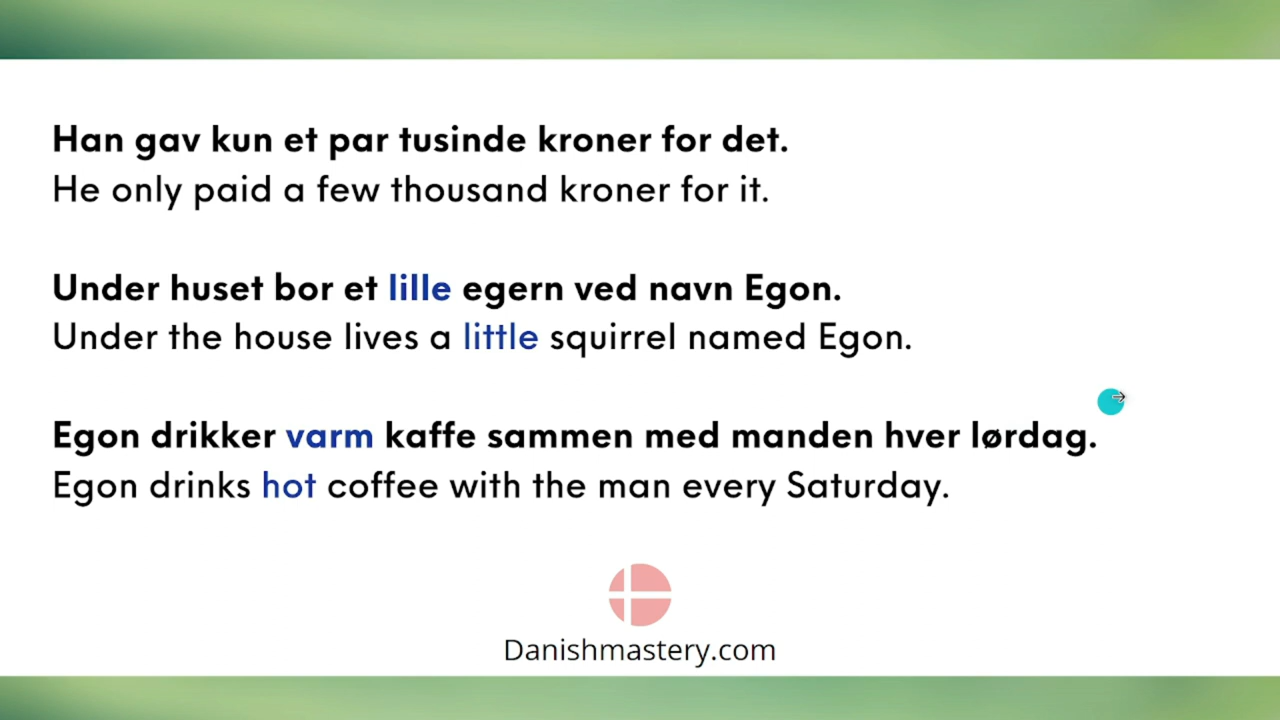 Han gav kun et par tusinde kroner for det.
He only paid a few thousand kroner for it.
Under huset bor et lille egern ved navn Egon.
Under the house lives a little squirrel named Egon.
Egon drikker varm kaffe sammen med manden hver lørdag.
Egon drinks hot coffee with the man every Saturday.
Danishmastery.com